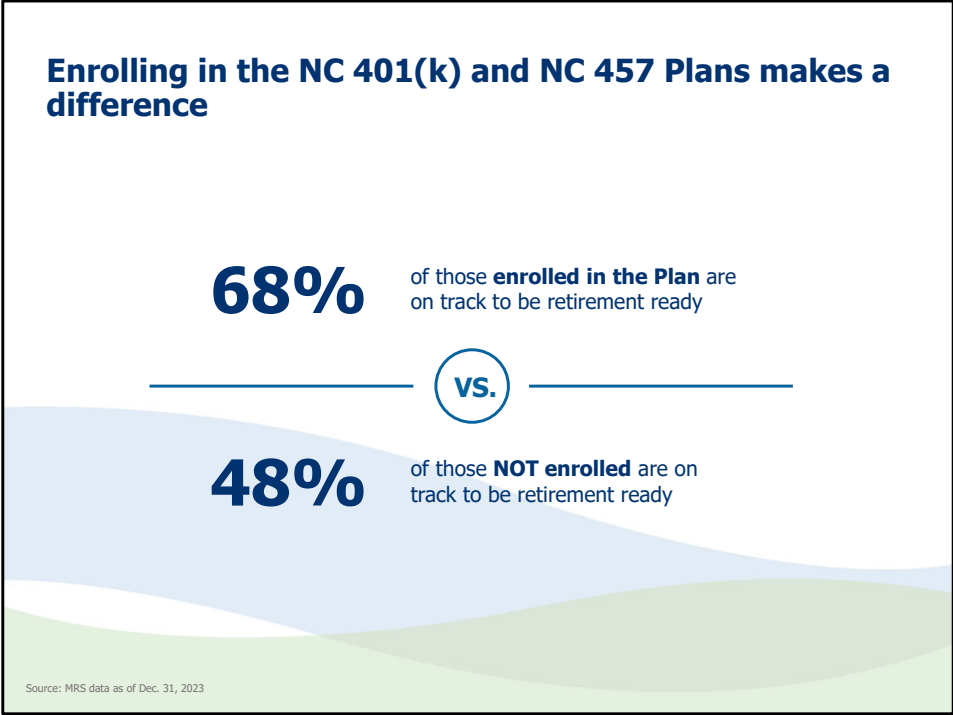 Enrolling in the NC 401(k) and NC 457 Plans makes a
difference
68%
of those enrolled in the Plan are
on track to be retirement ready
VS.
48%
of those NOT enrolled are on
track to be retirement ready
Source: MRS data as of Dec. 31, 2023